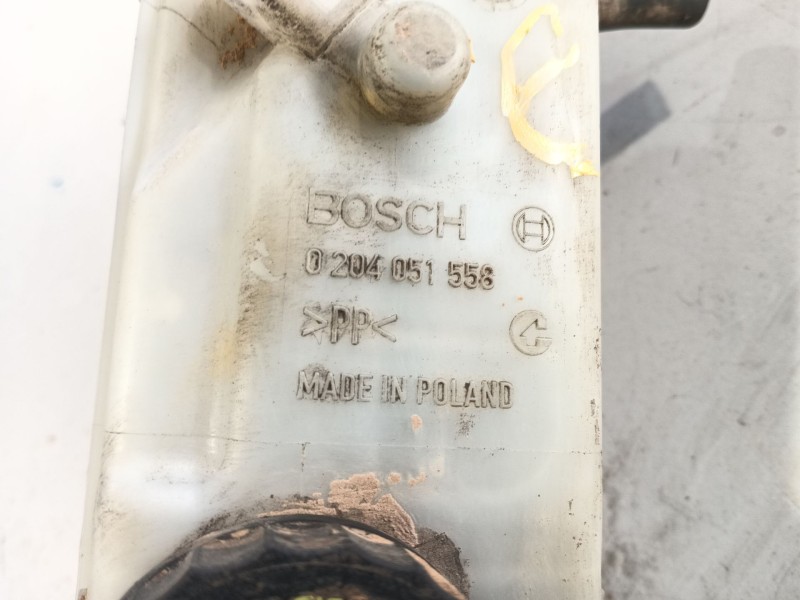 BOSCH
0 204 051 558
>PP<
MADE IN POLAND